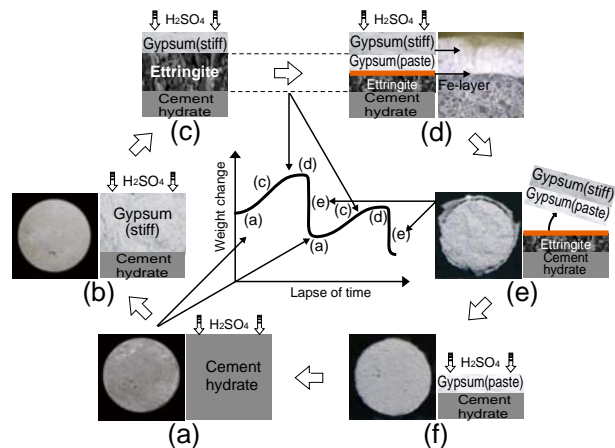 H₂SO₄
Gypsum(stiff)
Ettringite
Cement
hydrate
(c)
H₂SO₄
Gypsum(stiff)
Gypsum(paste)
Ettringite
Cement
hydrate
Fe-layer
(d)
H₂SO₄
Gypsum
(stiff)
Cement
hydrate
(b)
Weight change
(a)
(c)
(d)
(e)
(a)
(c)
(d)
(e)
Lapse of time
Gypsum(stiff)
Gypsum(paste)
Ettringite
Cement
hydrate
(e)
H₂SO₄
Cement
hydrate
(a)
H₂SO₄
Gypsum(paste)
Cement
hydrate
(f)